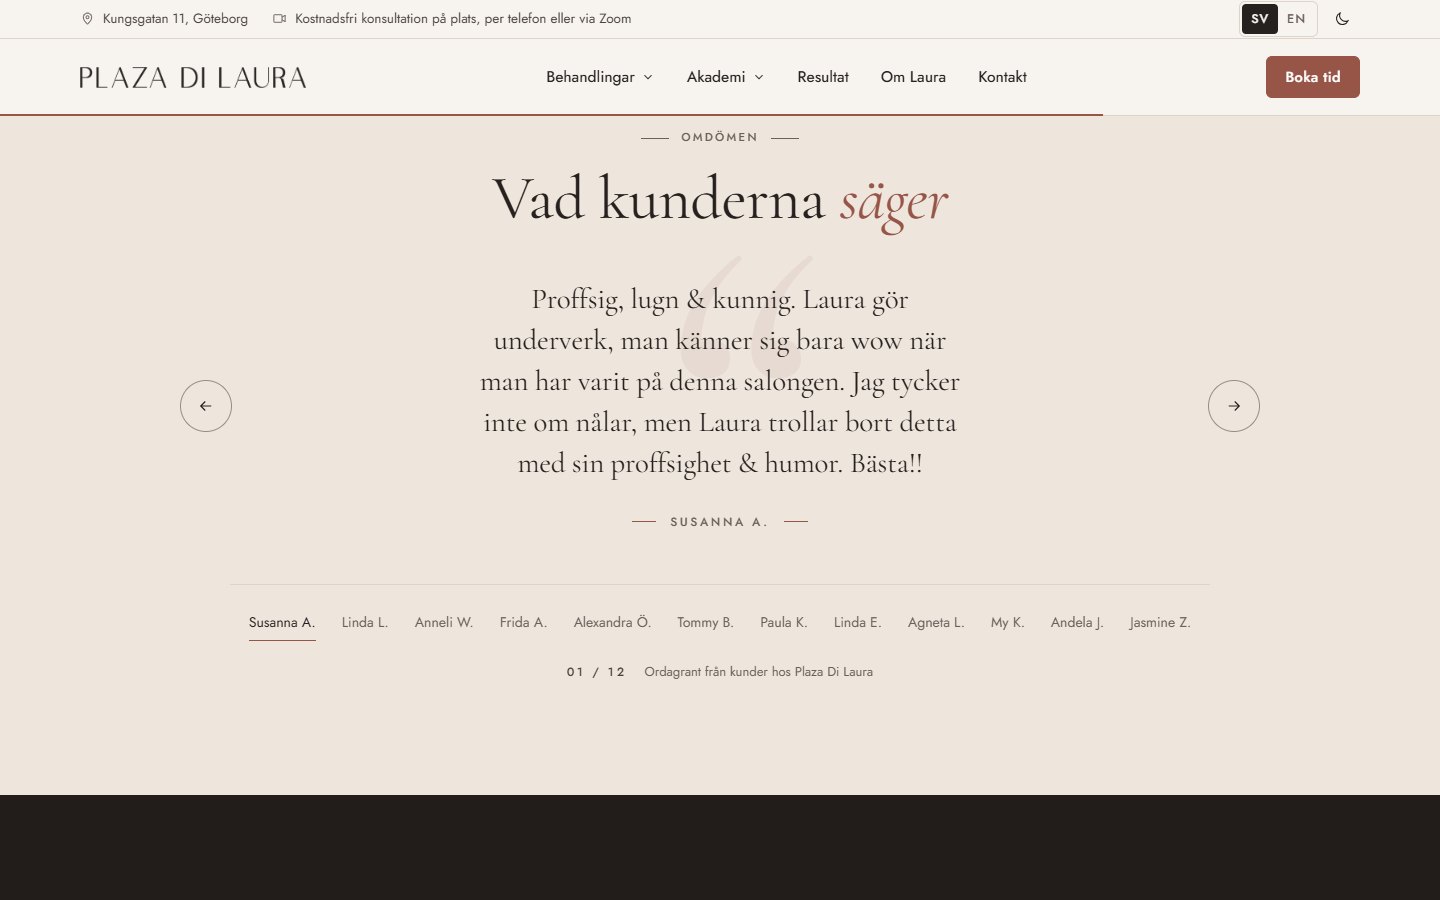 Kungsgatan 11, Göteborg
Kostnadsfri konsultation på plats, per telefon eller via Zoom
SV EN
PLAZA DI LAURA
Behandlingar
Akademi
Resultat
Om Laura
Kontakt
Boka tid
OMDÖMEN
Vad kunderna säger
“
Proffsig, lugn & kunnig. Laura gör
underverk, man känner sig bara wow när
man har varit på denna salongen. Jag tycker
inte om nålar, men Laura trollar bort detta
med sin proffsighet & humor. Bästa!!
SUSANNA A.
Susanna A. Linda L. Anneli W. Frida A. Alexandra Ö. Tommy B. Paula K. Linda E. Agneta L. My K. Andela J. Jasmine Z.
01 / 12 Ordagrant från kunder hos Plaza Di Laura